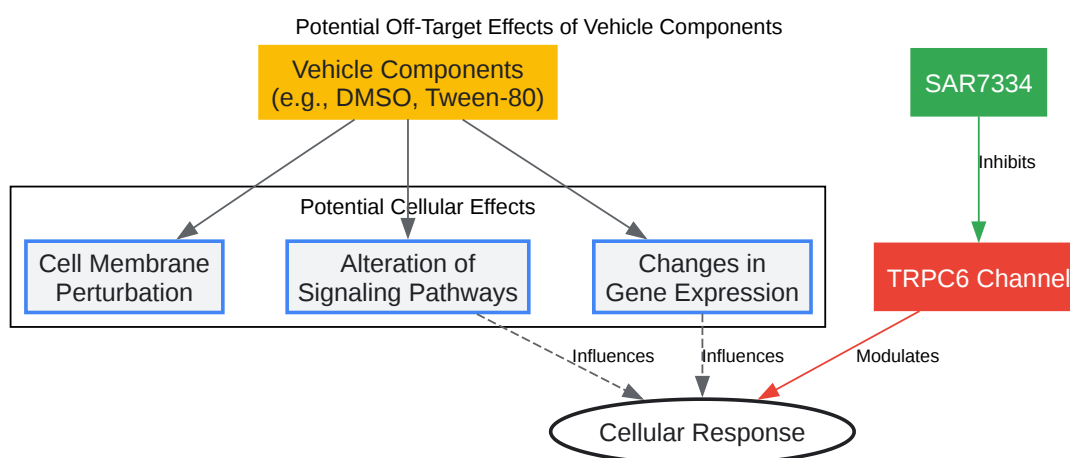 Potential Off-Target Effects of Vehicle Components
Vehicle Components
(e.g., DMSO, Tween-80)
SAR7334
Inhibits
Potential Cellular Effects
Cell Membrane
Perturbation
Alteration of
Signaling Pathways
Changes in
Gene Expression
TRPC6 Channel
Influences
Influences
Modulates
Cellular Response